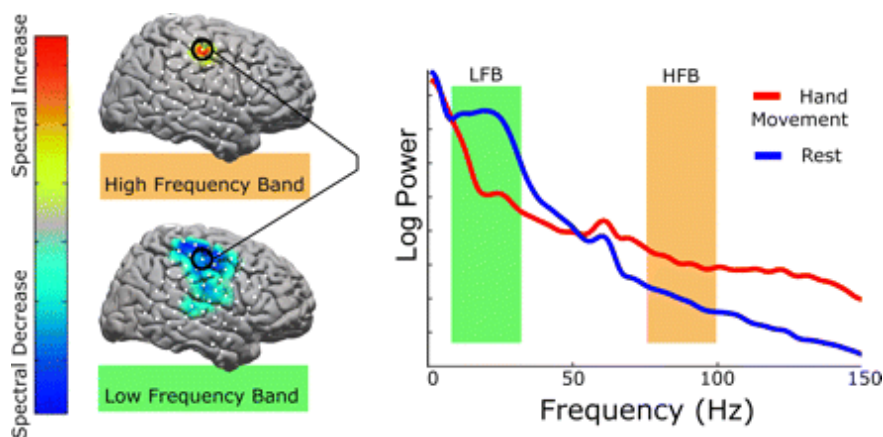 Spectral Increase
Spectral Decrease
High Frequency Band
Low Frequency Band
LFB
HFB
Hand
Movement
Rest
Log Power
0
50
100
150
Frequency (Hz)